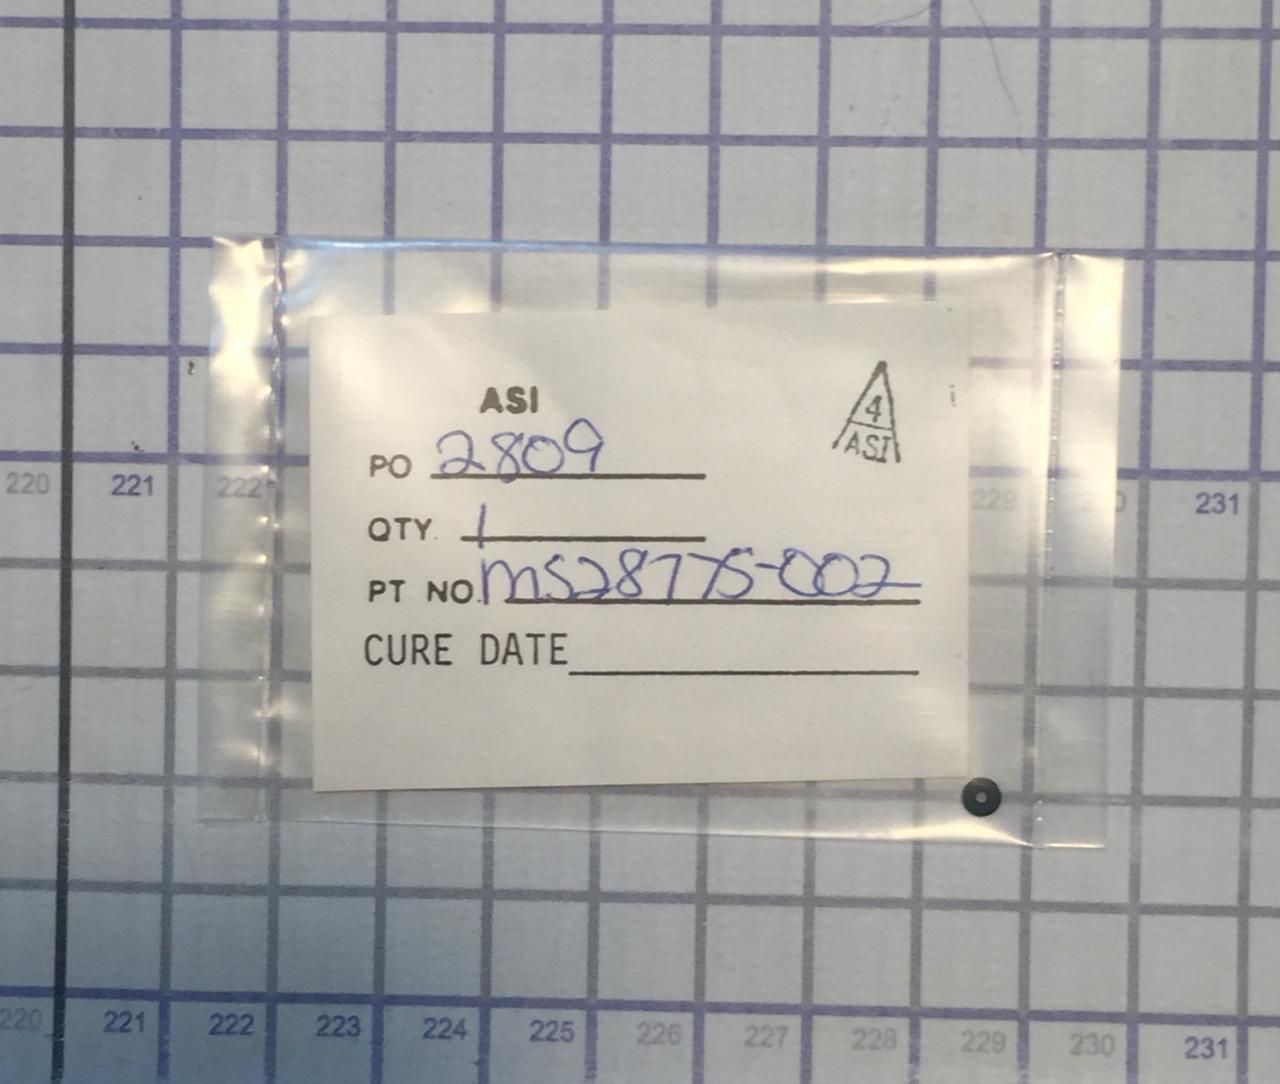 ASI
4
ASI
PO 2809
QTY. 1
PT NO. MS28775-002
CURE DATE
220 221 222 229 231
220 221 222 223 224 225 226 227 228 229 230 231